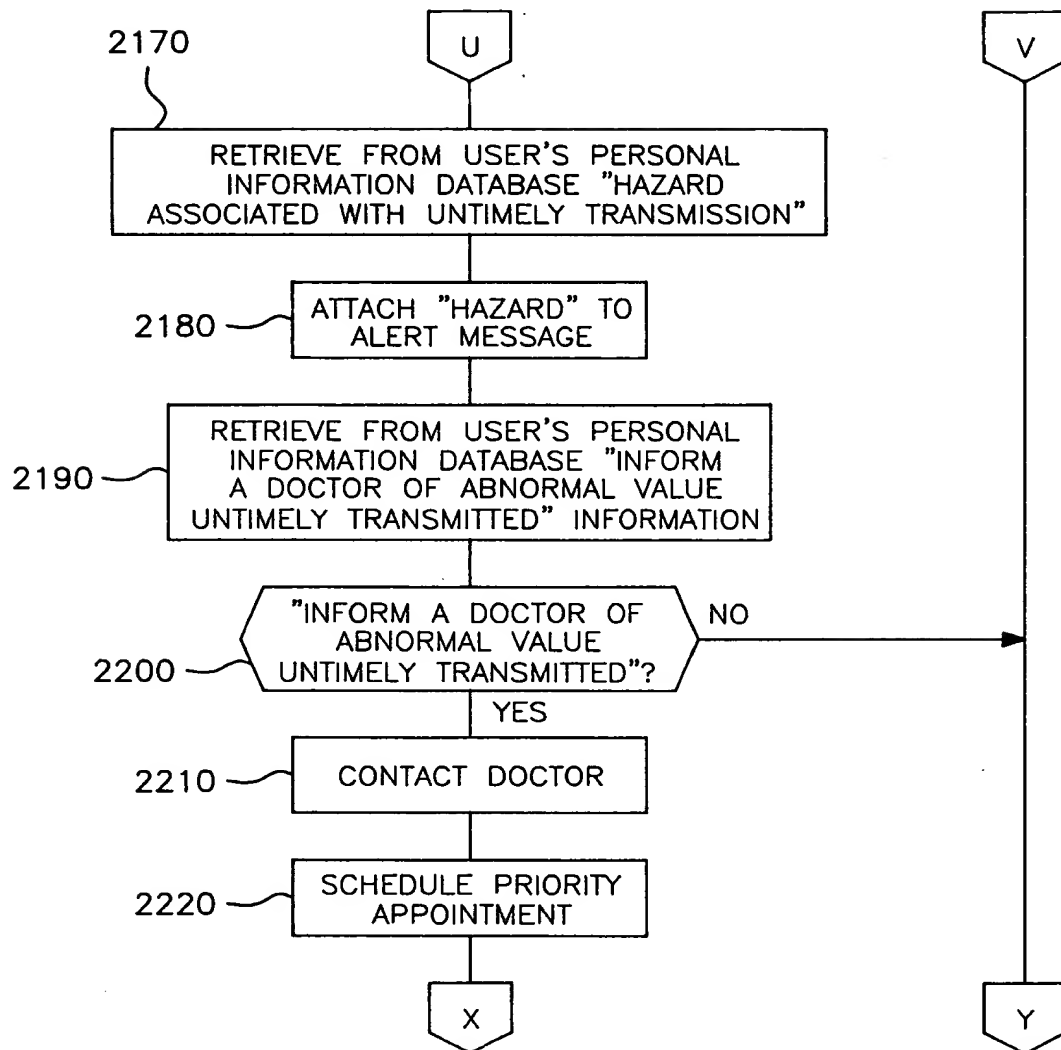 U
V
2170
RETRIEVE FROM USER'S PERSONAL
INFORMATION DATABASE "HAZARD
ASSOCIATED WITH UNTIMELY TRANSMISSION"
2180
ATTACH "HAZARD" TO
ALERT MESSAGE
2190
RETRIEVE FROM USER'S PERSONAL
INFORMATION DATABASE "INFORM
A DOCTOR OF ABNORMAL VALUE
UNTIMELY TRANSMITTED" INFORMATION
2200
"INFORM A DOCTOR OF
ABNORMAL VALUE
UNTIMELY TRANSMITTED"?
NO
YES
2210
CONTACT DOCTOR
2220
SCHEDULE PRIORITY
APPOINTMENT
X
Y